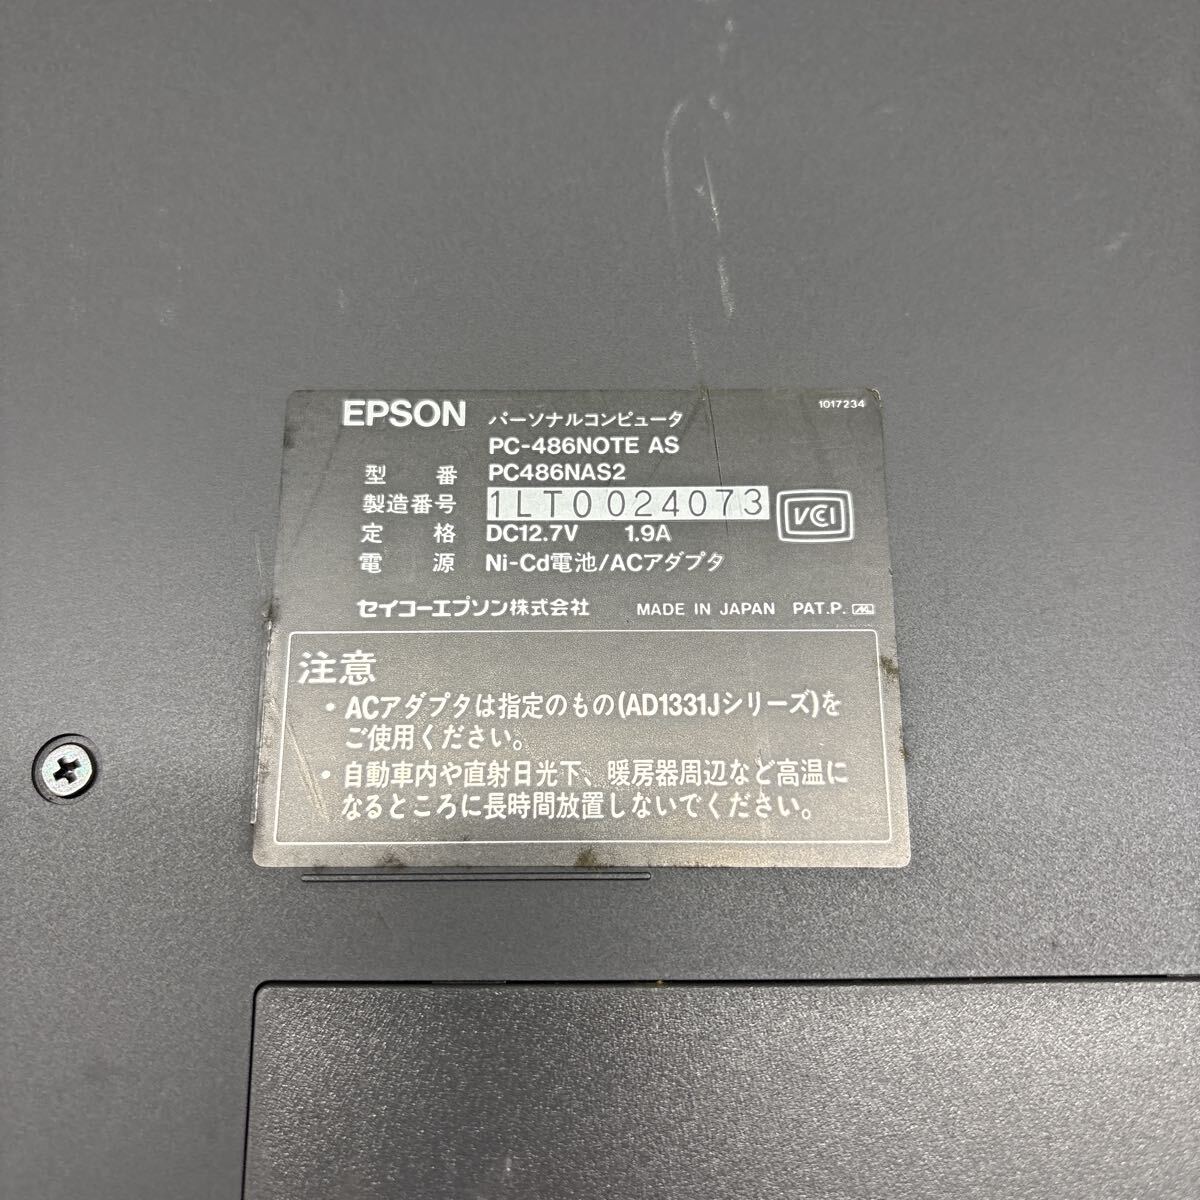 EPSON パーソナルコンピュータ 1017234
PC-486NOTE AS
型 番 PC486NAS2
製造番号 1LT0024073
VCCI
定 格 DC12.7V 1.9A
電 源 Ni-Cd電池/ACアダプタ
セイコーエプソン株式会社 MADE IN JAPAN PAT.P.
注意
・ACアダプタは指定のもの(AD1331Jシリーズ)を
ご使用ください。
・自動車内や直射日光下、暖房器周辺など高温に
なるところに長時間放置しないでください。